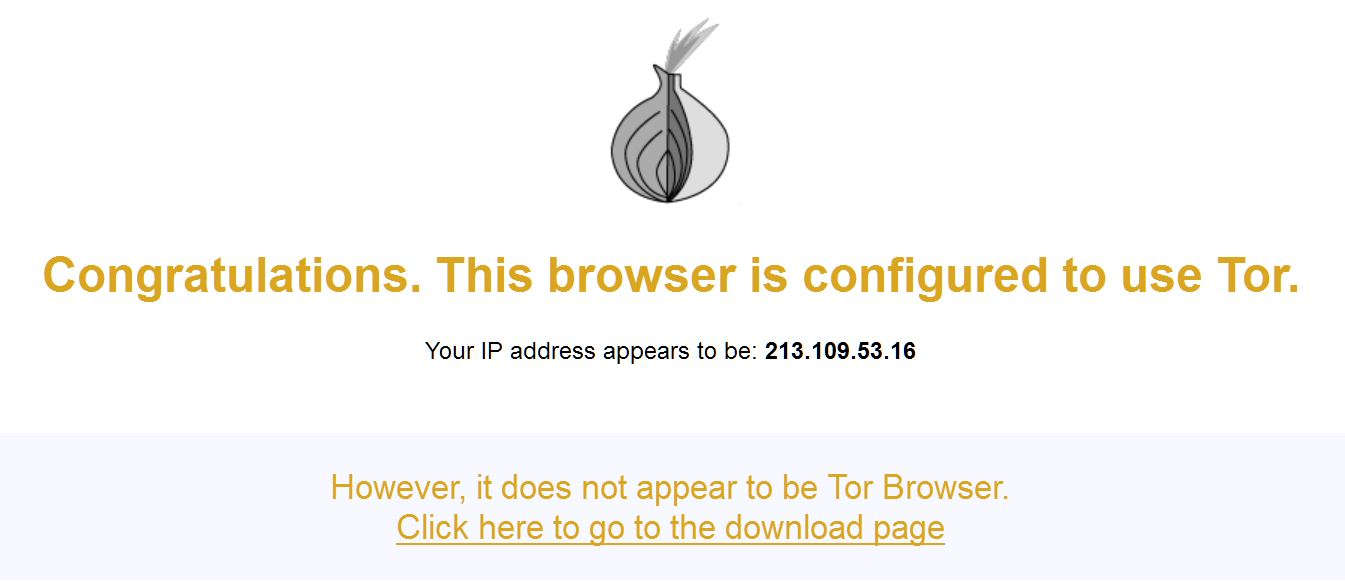 Congratulations. This browser is configured to use Tor.
Your IP address appears to be: 213.109.53.16
However, it does not appear to be Tor Browser.
Click here to go to the download page